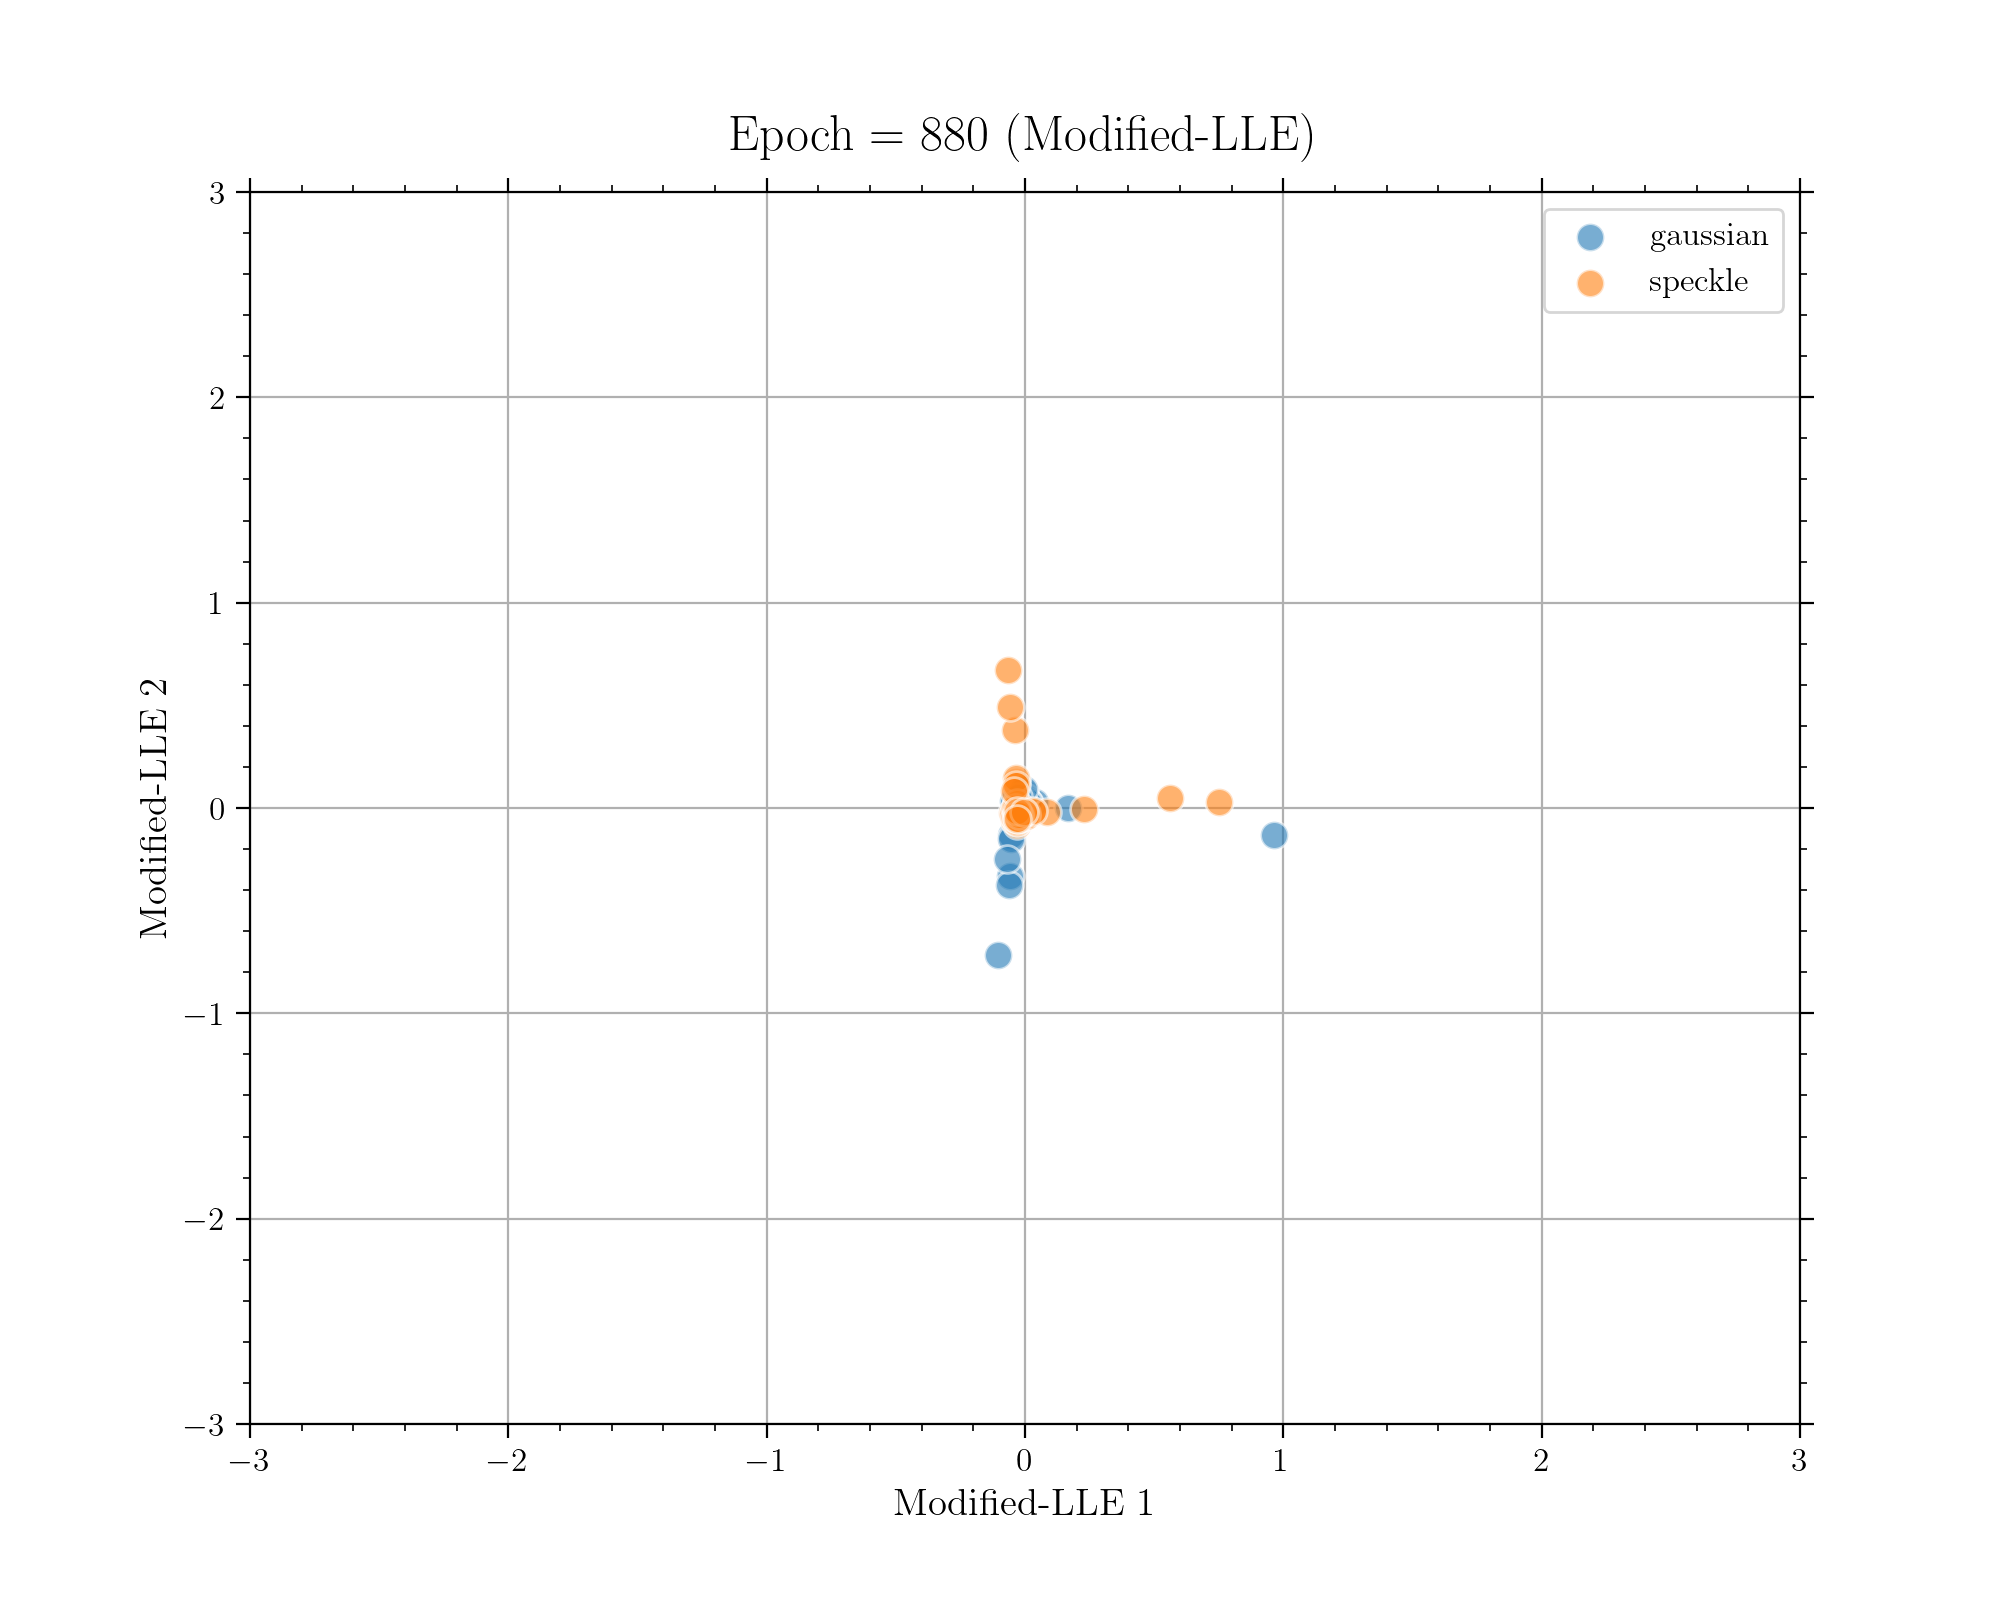 Epoch = 880 (Modified-LLE)
gaussian
speckle
3
2
1
0
−1
−2
−3
Modified-LLE 2
−3
−2
−1
0
1
2
3
Modified-LLE 1